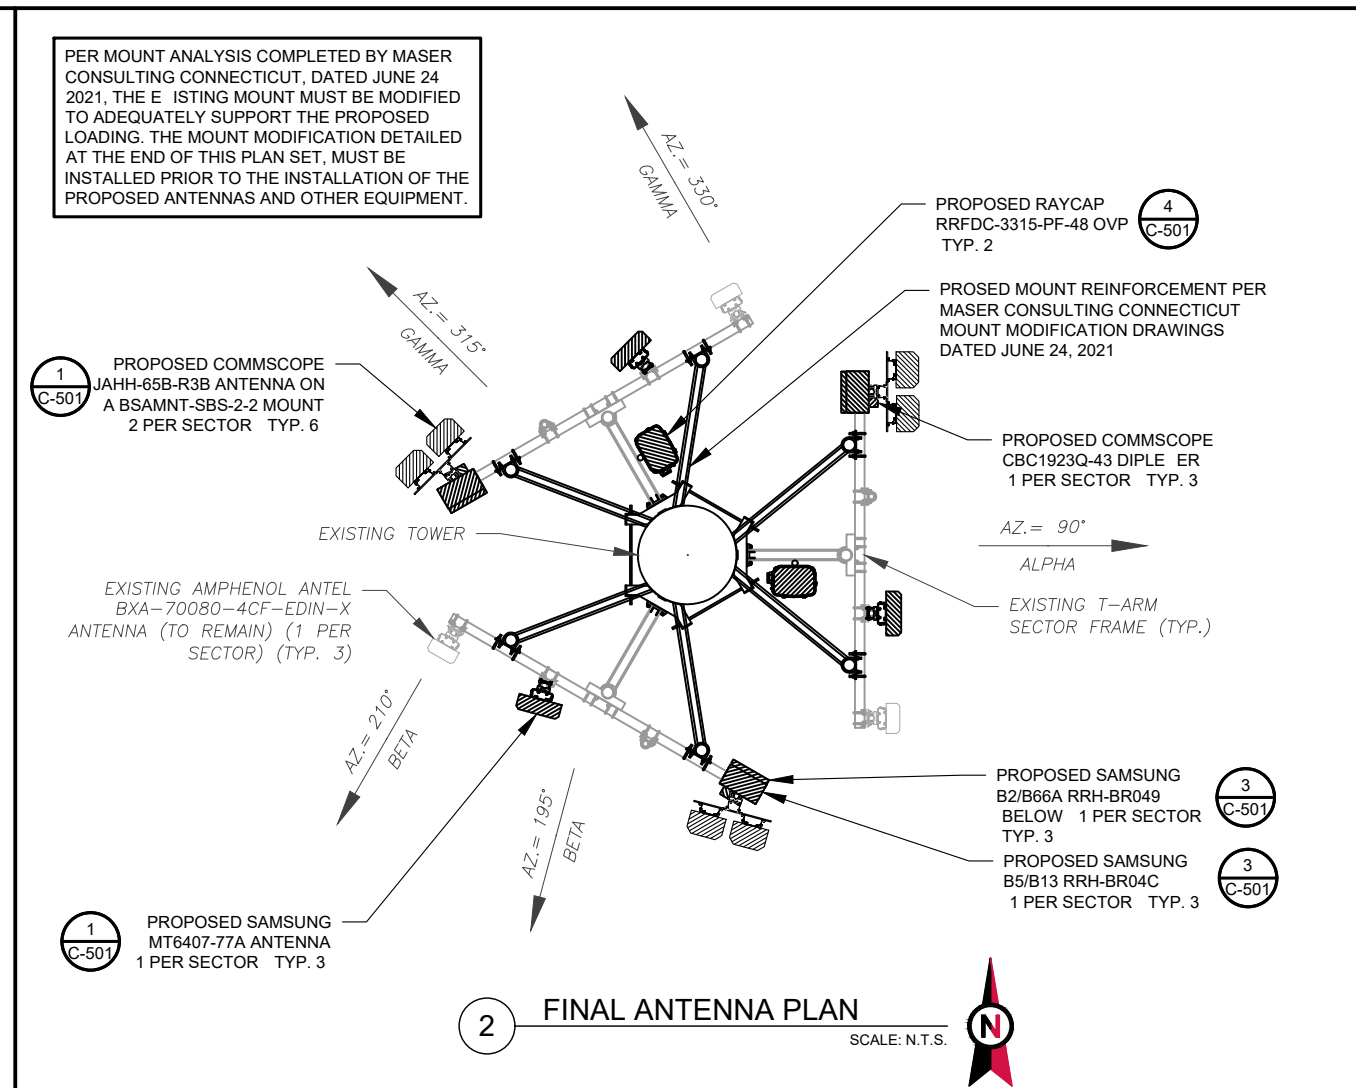 PER MOUNT ANALYSIS COMPLETED BY MASER
CONSULTING CONNECTICUT, DATED JUNE 24
2021, THE E ISTING MOUNT MUST BE MODIFIED
TO ADEQUATELY SUPPORT THE PROPOSED
LOADING. THE MOUNT MODIFICATION DETAILED
AT THE END OF THIS PLAN SET, MUST BE
INSTALLED PRIOR TO THE INSTALLATION OF THE
PROPOSED ANTENNAS AND OTHER EQUIPMENT.
AZ.= 330°
GAMMA
PROPOSED RAYCAP
RRFDC-3315-PF-48 OVP
TYP. 2
4
C-501
PROSED MOUNT REINFORCEMENT PER
MASER CONSULTING CONNECTICUT
MOUNT MODIFICATION DRAWINGS
DATED JUNE 24, 2021
AZ.= 315°
GAMMA
1
C-501
PROPOSED COMMSCOPE
JAHH-65B-R3B ANTENNA ON
A BSAMNT-SBS-2-2 MOUNT
2 PER SECTOR TYP. 6
PROPOSED COMMSCOPE
CBC1923Q-43 DIPLE ER
1 PER SECTOR TYP. 3
EXISTING TOWER
AZ.= 90°
ALPHA
EXISTING AMPHENOL ANTEL
BXA-70080-4CF-EDIN-X
ANTENNA (TO REMAIN) (1 PER
SECTOR) (TYP. 3)
EXISTING T-ARM
SECTOR FRAME (TYP.)
AZ.= 210°
BETA
AZ.= 195°
BETA
PROPOSED SAMSUNG
B2/B66A RRH-BR049
BELOW 1 PER SECTOR
TYP. 3
3
C-501
PROPOSED SAMSUNG
B5/B13 RRH-BR04C
1 PER SECTOR TYP. 3
3
C-501
1
C-501
PROPOSED SAMSUNG
MT6407-77A ANTENNA
1 PER SECTOR TYP. 3
2
FINAL ANTENNA PLAN
SCALE: N.T.S.
N